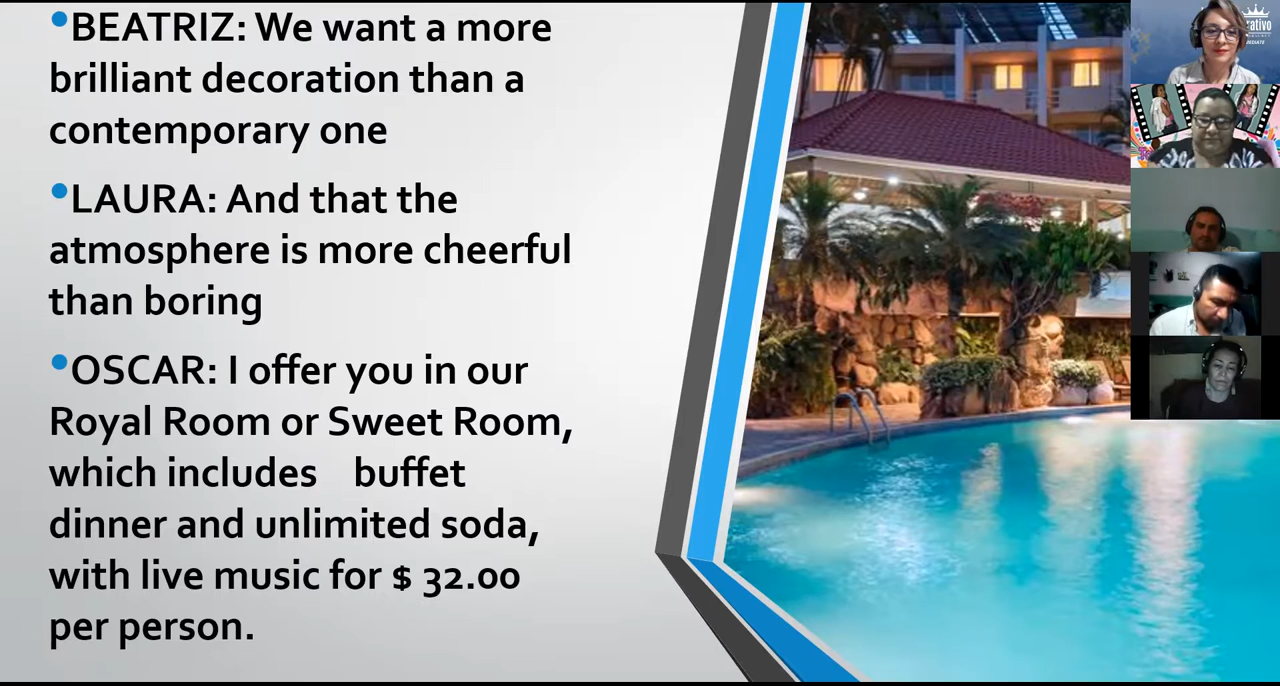 •BEATRIZ: We want a more
brilliant decoration than a
contemporary one
•LAURA: And that the
atmosphere is more cheerful
than boring
•OSCAR: I offer you in our
Royal Room or Sweet Room,
which includes buffet
dinner and unlimited soda,
with live music for $ 32.00
per person.